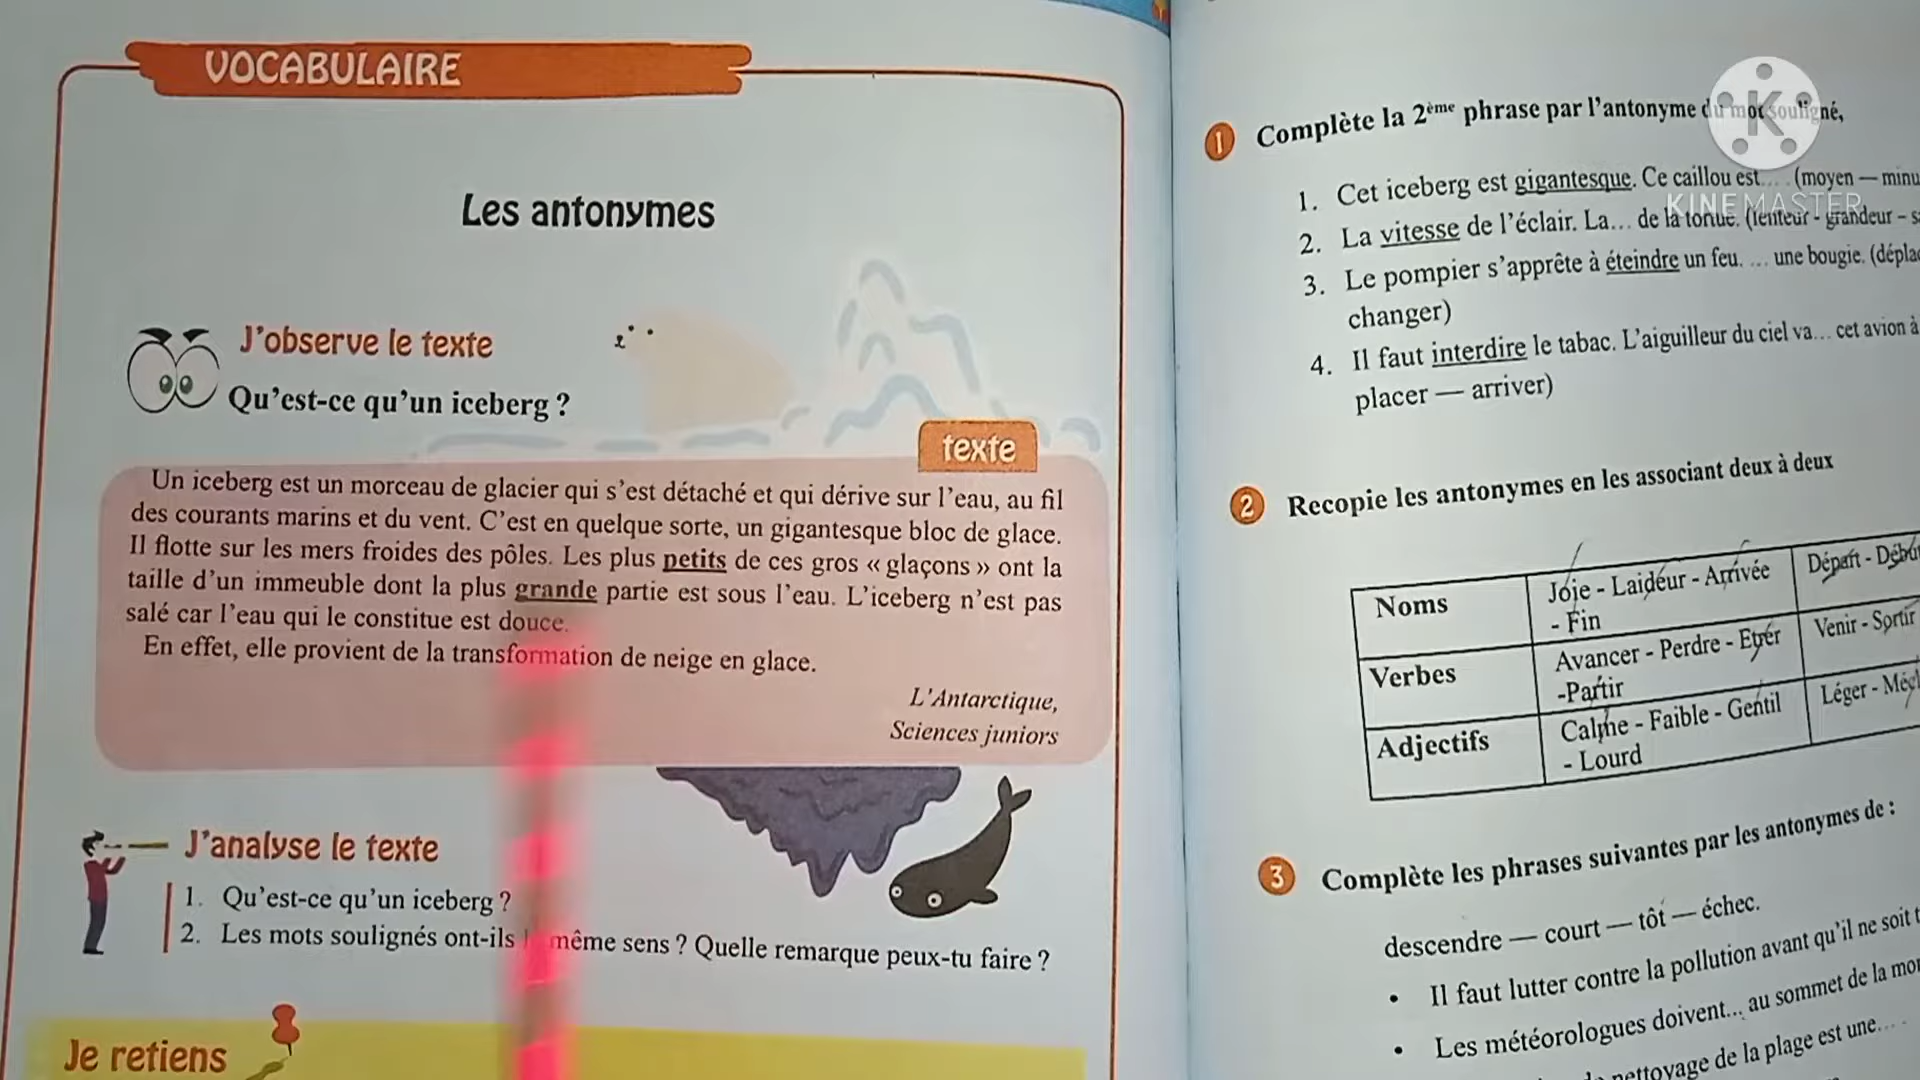 VOCABULAIRE
Les antonymes
J'observe le texte
Qu'est-ce qu'un iceberg ?
texte
Un iceberg est un morceau de glacier qui s'est détaché et qui dérive sur l'eau, au fil
des courants marins et du vent. C'est en quelque sorte, un gigantesque bloc de glace.
Il flotte sur les mers froides des pôles. Les plus petits de ces gros « glaçons » ont la
taille d'un immeuble dont la plus grande partie est sous l'eau. L'iceberg n'est pas
salé car l'eau qui le constitue est douce.
En effet, elle provient de la transformation de neige en glace.
L'Antarctique,
Sciences juniors
J'analyse le texte
1. Qu'est-ce qu'un iceberg ?
2. Les mots soulignés ont-ils même sens ? Quelle remarque peux-tu faire ?
Je retiens
1 Complète la 2ème phrase par l'antonyme du mot souligné,
1. Cet iceberg est gigantesque. Ce caillou est... (moyen —
2. La vitesse de l'éclair. La... de la tortue. (lenteur - grandeur –
3. Le pompier s'apprête à éteindre un feu. ... une bougie.
changer)
4. Il faut interdire le tabac. L'aiguilleur du ciel va... cet avion à
placer — arriver)
2 Recopie les antonymes en les associant deux à deux
Noms
Joie - Laideur - Arrivée
- Fin
Départ -
Verbes
Avancer - Perdre - Etrer
-Partir
Venir - Sortir
Adjectifs
Calme - Faible - Gentil
- Lourd
Léger -
3 Complète les phrases suivantes par les antonymes de :
descendre — court — tôt — échec.
• Il faut lutter contre la pollution avant qu'il ne soit
• Les météorologues doivent... au sommet de la
nettoyage de la plage est une...
K
KINEMASTER